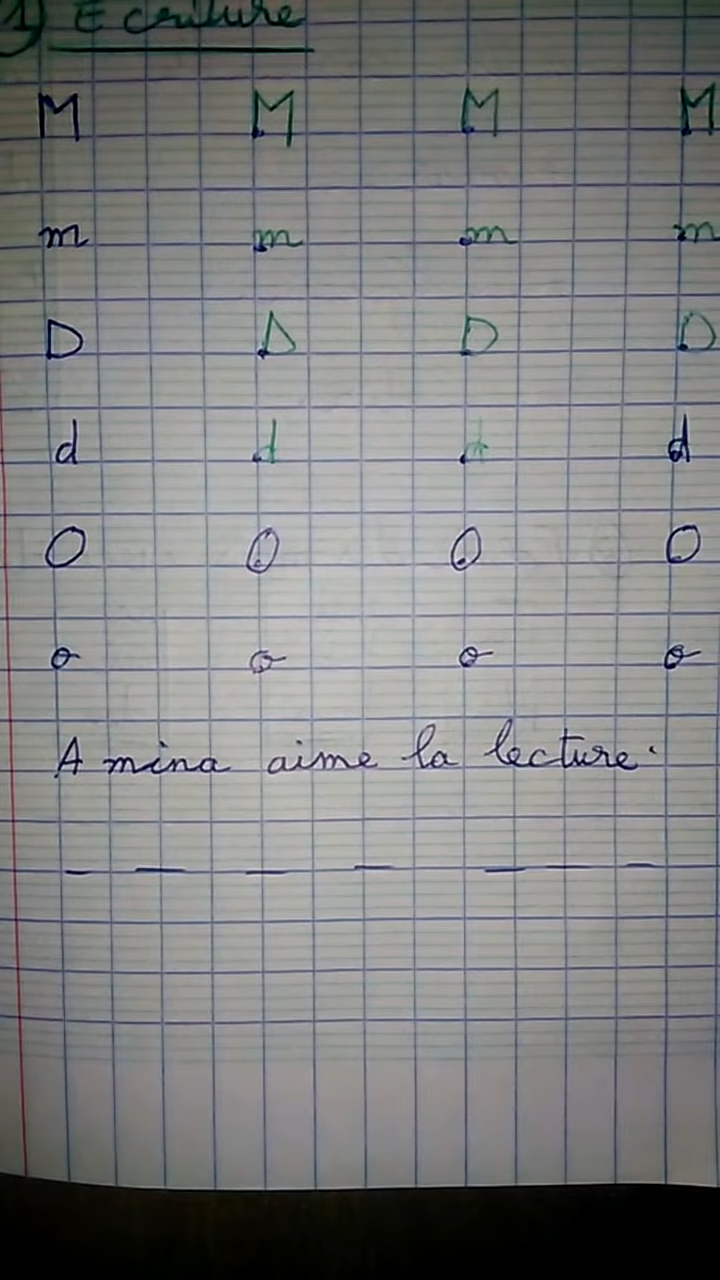 1) Ecriture
M M M M
m m m m
D D D D
d d d d
O O O O
o o o o
Amina aime la lecture.